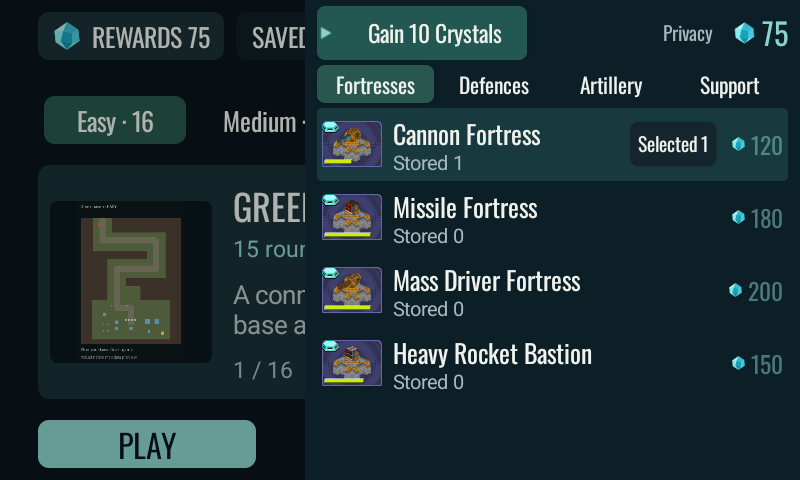 REWARDS 75
SAVED
Gain 10 Crystals
Privacy
75
Easy · 16
Medium ·
Fortresses
Defences
Artillery
Support
Cannon Fortress
Stored 1
Selected 1
120
Missile Fortress
Stored 0
180
Mass Driver Fortress
Stored 0
200
Heavy Rocket Bastion
Stored 0
150
GREE
15 roun
A conn
base a
1 / 16
PLAY